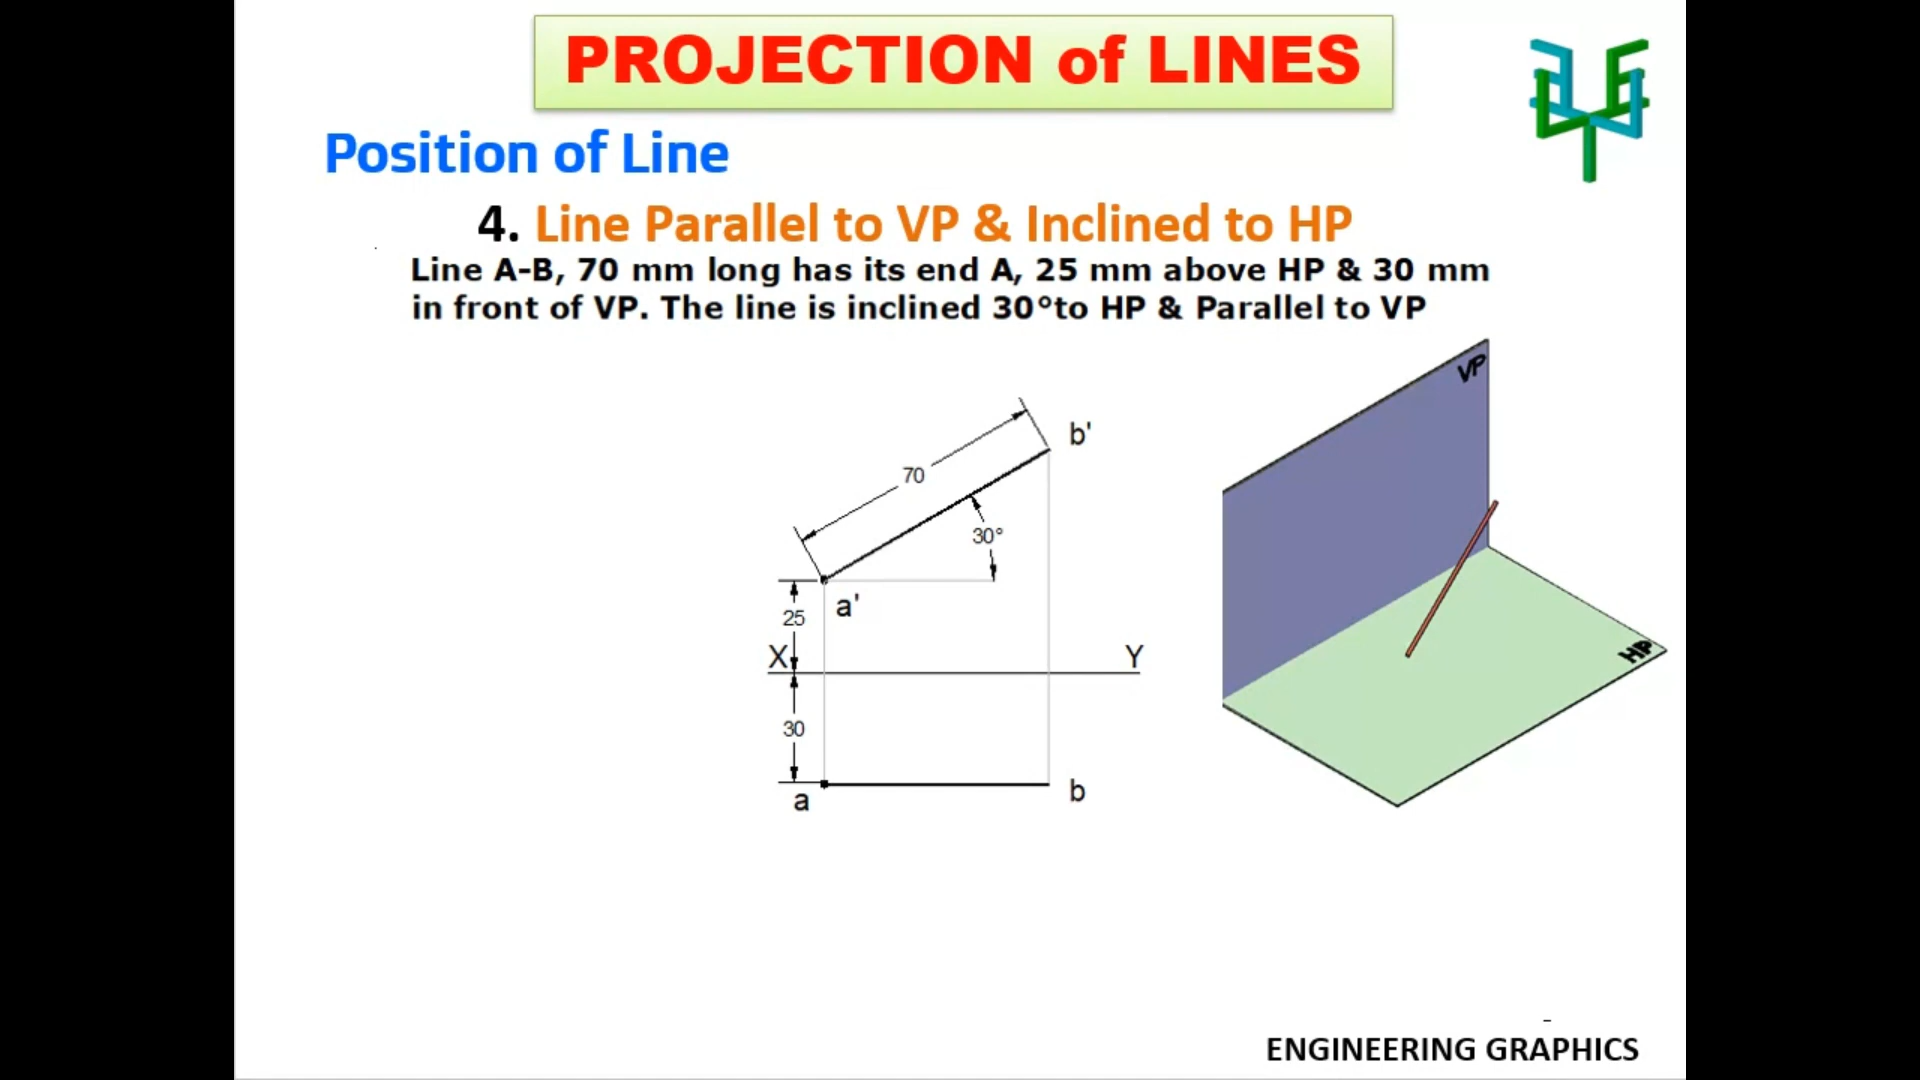 PROJECTION of LINES
Position of Line
4. Line Parallel to VP & Inclined to HP
Line A-B, 70 mm long has its end A, 25 mm above HP & 30 mm
in front of VP. The line is inclined 30°to HP & Parallel to VP
VP
b'
70
30°
a'
25
X
Y
HP
30
a
b
ENGINEERING GRAPHICS